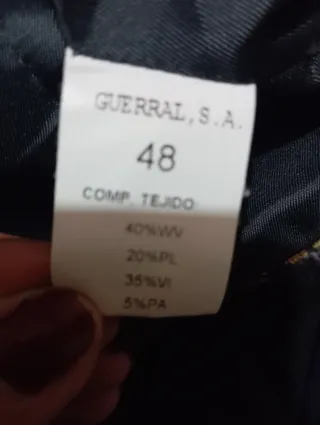 GUERRAL, S.A.
48
COMP. TEJIDO:
40%WV
20%PL
35%VI
5%PA